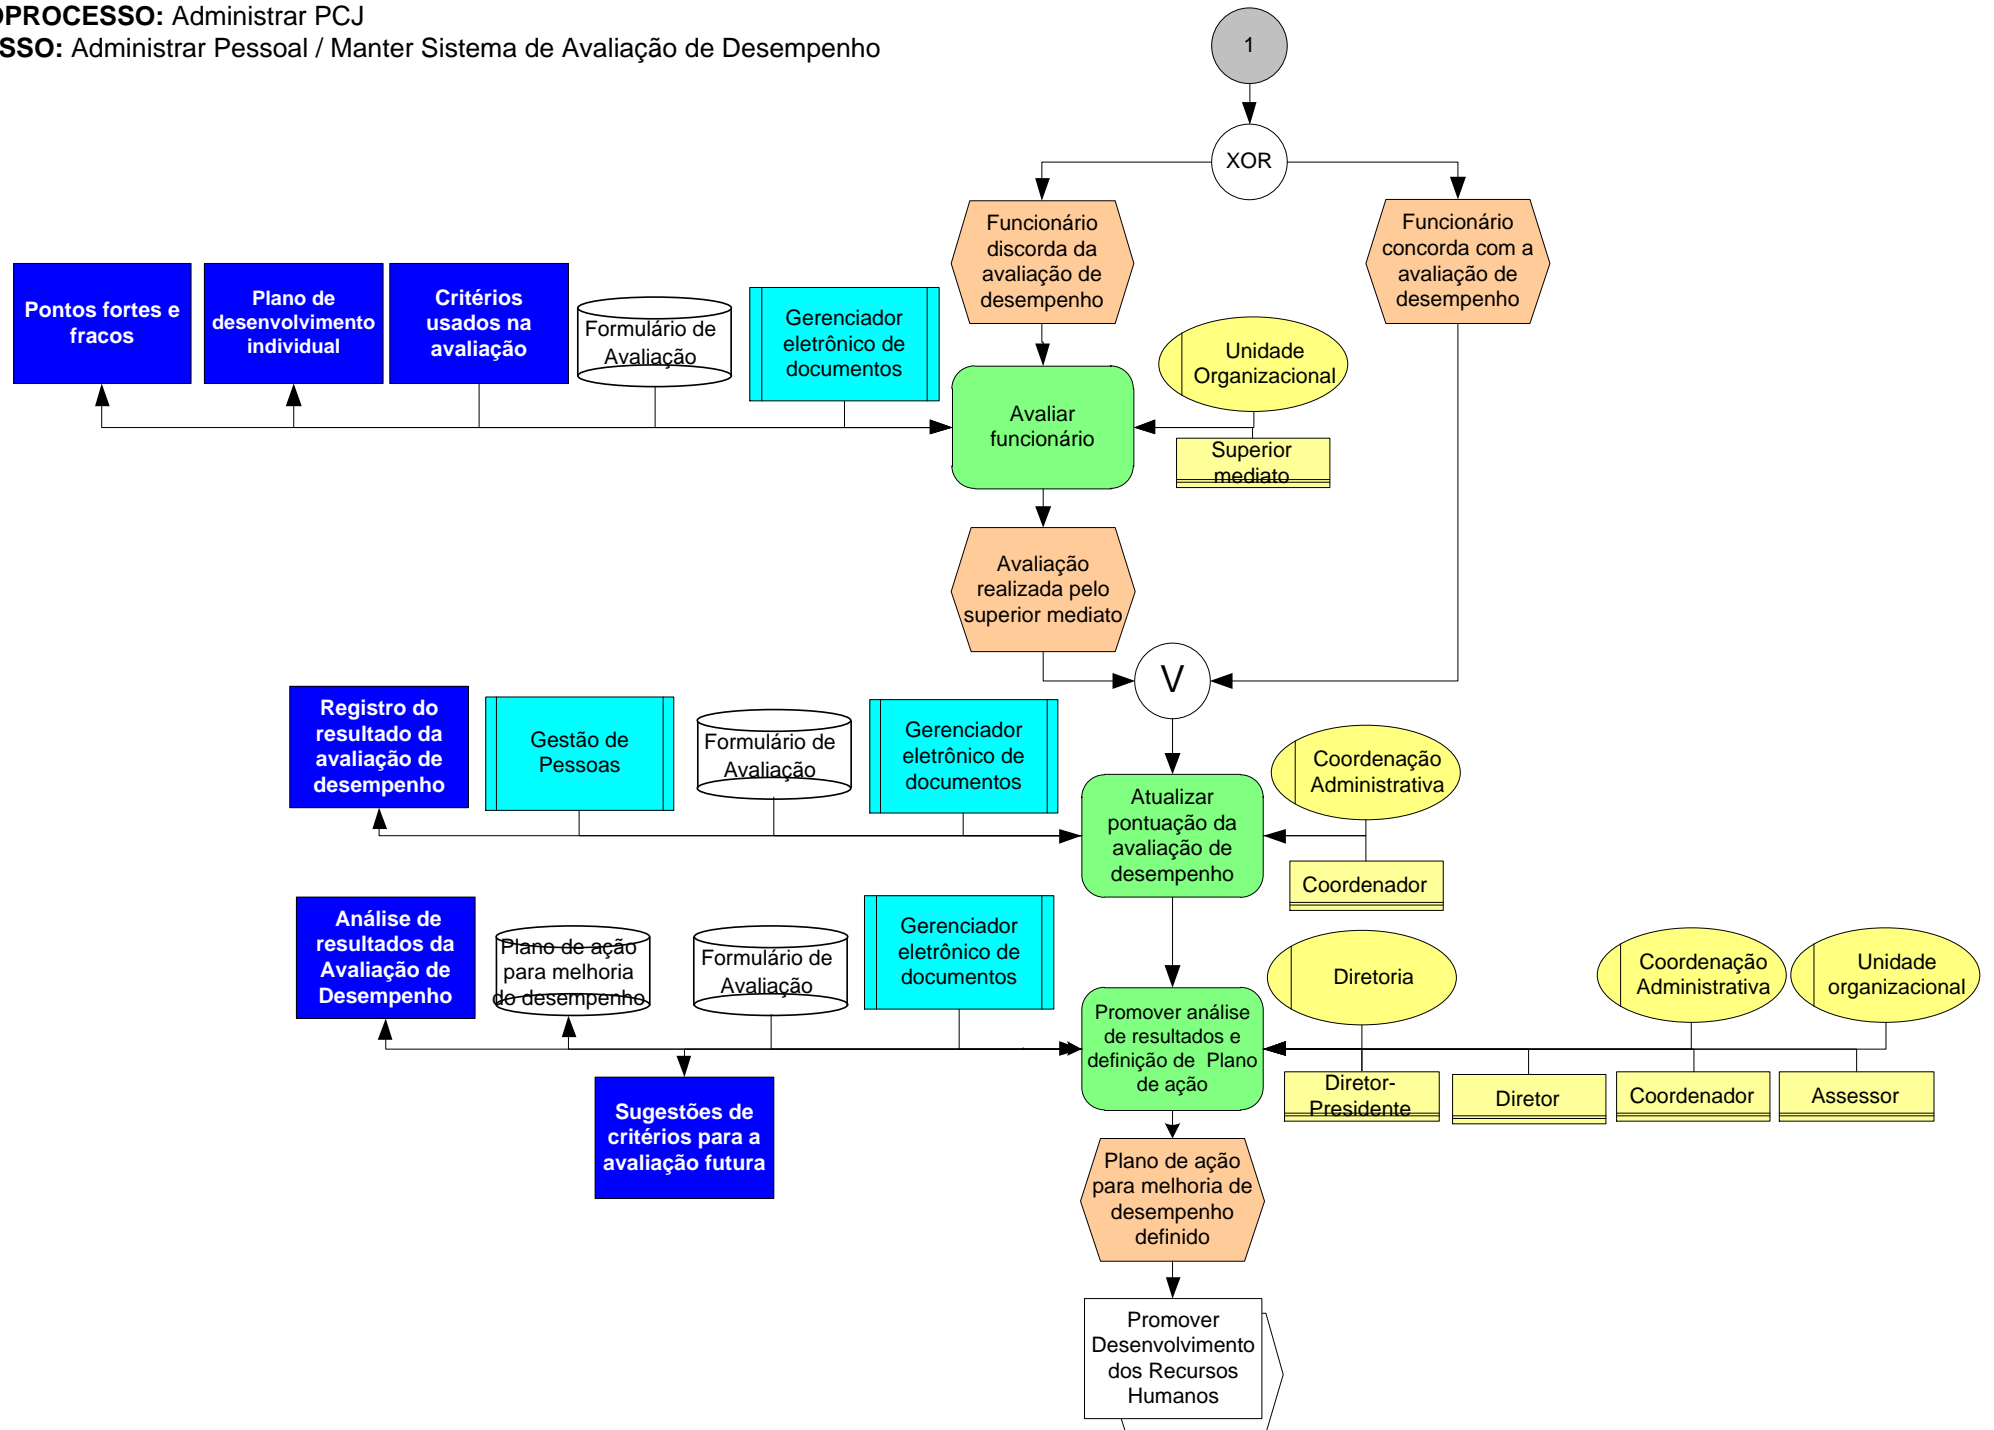 OPROCESSO: Administrar PCJ
ESSO: Administrar Pessoal / Manter Sistema de Avaliação de Desempenho
1
XOR
Funcionário
discorda da
avaliação de
desempenho
Funcionário
concorda com a
avaliação de
desempenho
Pontos fortes e
fracos
Plano de
desenvolvimento
individual
Critérios
usados na
avaliação
Formulário de
Avaliação
Gerenciador
eletrônico de
documentos
Unidade
Organizacional
Avaliar
funcionário
Superior
mediato
Avaliação
realizada pelo
superior mediato
V
Registro do
resultado da
avaliação de
desempenho
Gestão de
Pessoas
Formulário de
Avaliação
Gerenciador
eletrônico de
documentos
Coordenação
Administrativa
Atualizar
pontuação da
avaliação de
desempenho
Coordenador
Análise de
resultados da
Avaliação de
Desempenho
Plano de ação
para melhoria
do desempenho
Formulário de
Avaliação
Gerenciador
eletrônico de
documentos
Diretoria
Coordenação
Administrativa
Unidade
organizacional
Promover análise
de resultados e
definição de Plano
de ação
Diretor-
Presidente
Diretor
Coordenador
Assessor
Sugestões de
critérios para a
avaliação futura
Plano de ação
para melhoria de
desempenho
definido
Promover
Desenvolvimento
dos Recursos
Humanos